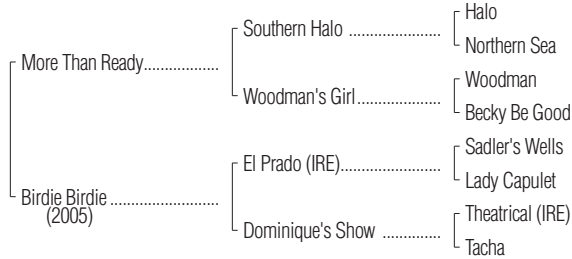 Halo
Southern Halo ...................
Northern Sea
More Than Ready...............
Woodman
Woodman's Girl.................
Becky Be Good
Sadler's Wells
El Prado (IRE)....................
Lady Capulet
Birdie Birdie ......................
(2005)
Theatrical (IRE)
Dominique's Show ............
Tacha